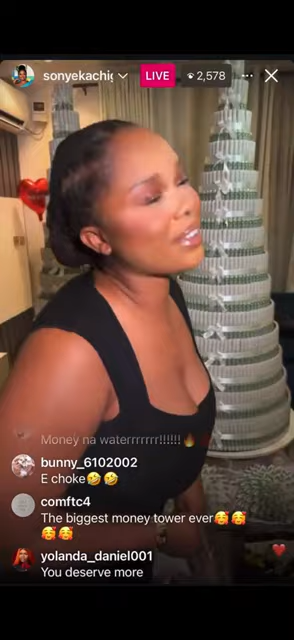 sonyekachi
LIVE
2,578
Money na waterrrrrrr!!!!!! 🔥
bunny_6102002
E choke🤣🤣
comftc4
The biggest money tower ever🥰🥰
🥰🥰
yolanda_daniel001
You deserve more